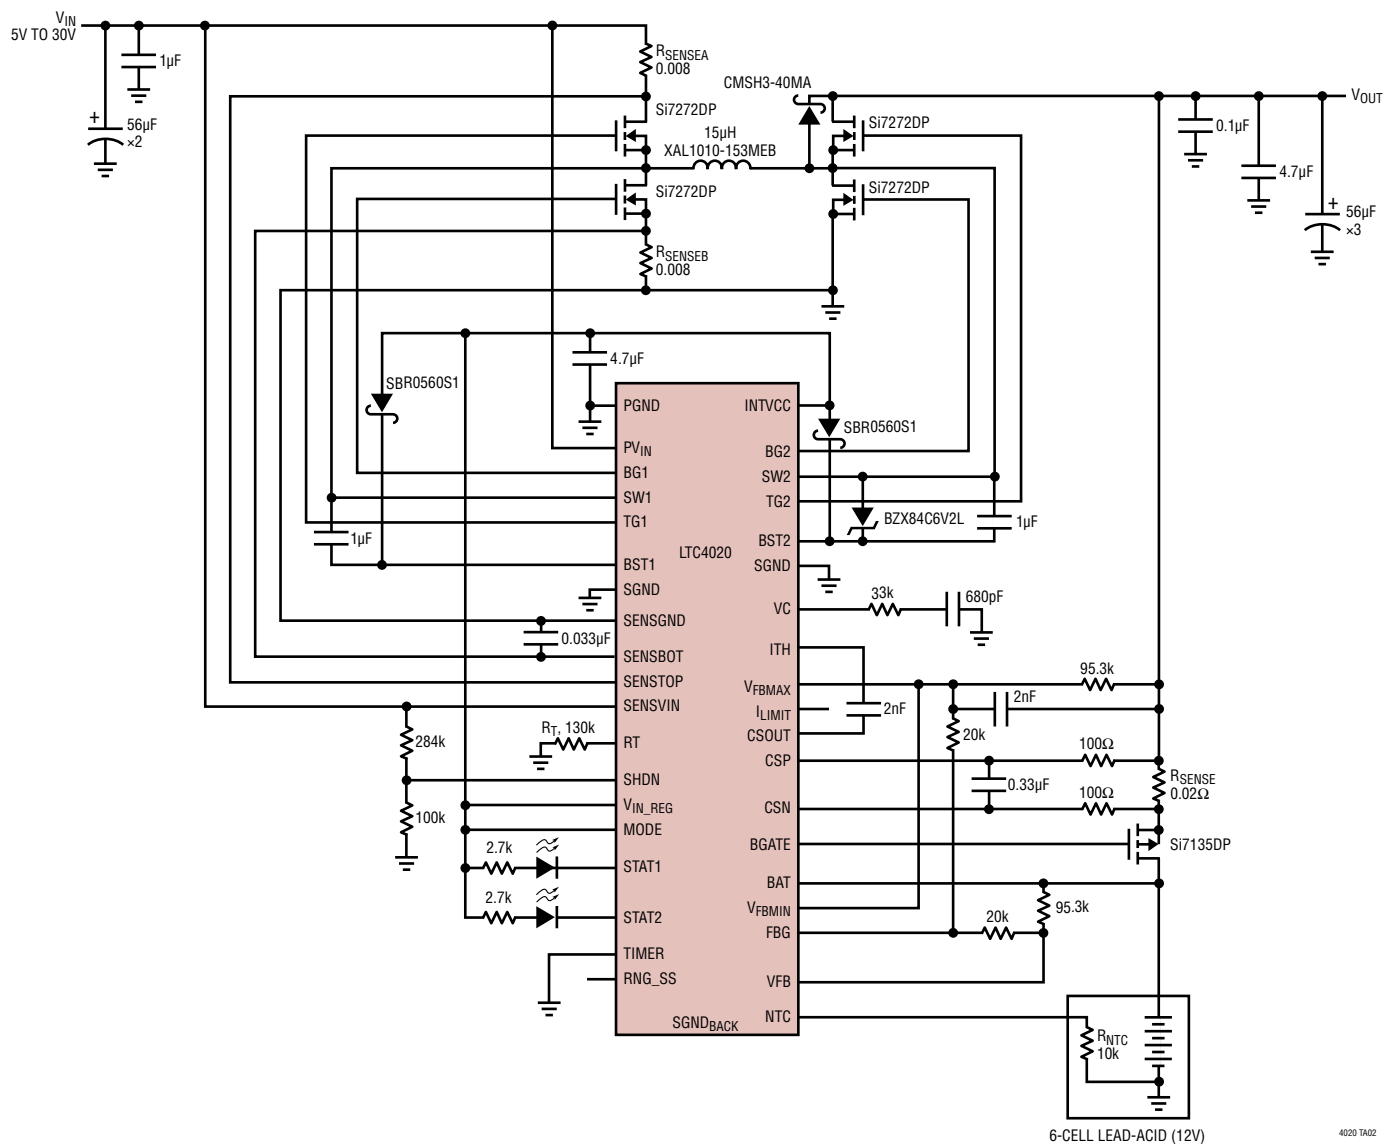 VIN
5V TO 30V
1µF
+
56µF
×2
RSENSEA
0.008
Si7272DP
15µH
XAL1010-153MEB
Si7272DP
RSENSEB
0.008
CMSH3-40MA
Si7272DP
Si7272DP
VOUT
0.1µF
4.7µF
+
56µF
×3
SBR0560S1
4.7µF
SBR0560S1
PGND
PVIN
BG1
SW1
TG1
BST1
SGND
SENSGND
SENSBOT
SENSTOP
SENSVIN
RT
SHDN
VIN_REG
MODE
STAT1
STAT2
TIMER
RNG_SS
LTC4020
SGNDBACK
INTVCC
BG2
SW2
TG2
BST2
SGND
VC
ITH
VFBMAX
ILIMIT
CSOUT
CSP
CSN
BGATE
BAT
VFBMIN
FBG
VFB
NTC
1µF
0.033µF
284k
RT, 130k
100k
2.7k
2.7k
BZX84C6V2L
1µF
33k
680pF
95.3k
2nF
2nF
20k
100Ω
0.33µF
100Ω
RSENSE
0.02Ω
Si7135DP
95.3k
20k
RNTC
10k
6-CELL LEAD-ACID (12V)
4020 TA02